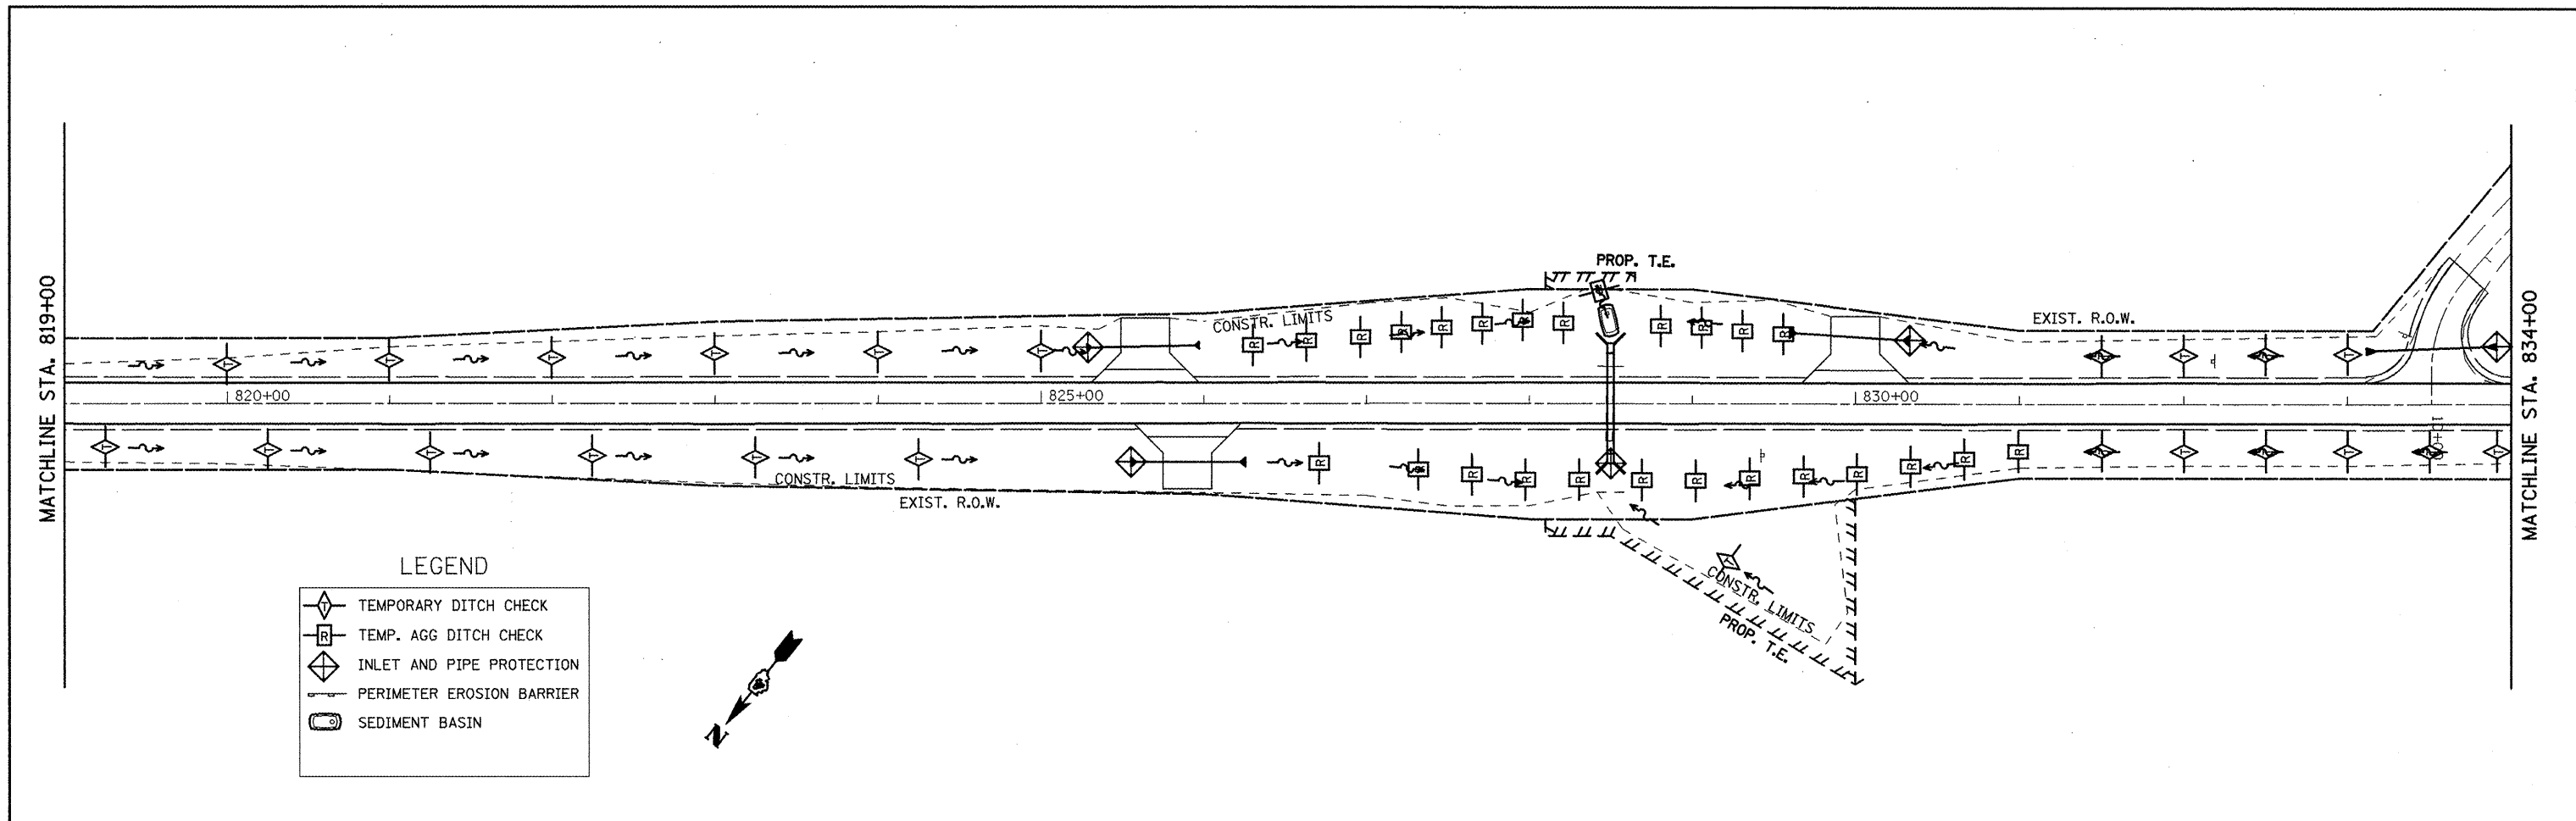 PROP. T.E.
MATCHLINE STA. 819+00
CONSTR. LIMITS
EXIST. R.O.W.
MATCHLINE STA. 834+00
820+00
825+00
830+00
CONSTR. LIMITS
EXIST. R.O.W.
CONSTR. LIMITS
PROP. T.E.
LEGEND
T TEMPORARY DITCH CHECK
R TEMP. AGG DITCH CHECK
INLET AND PIPE PROTECTION
PERIMETER EROSION BARRIER
SEDIMENT BASIN
N